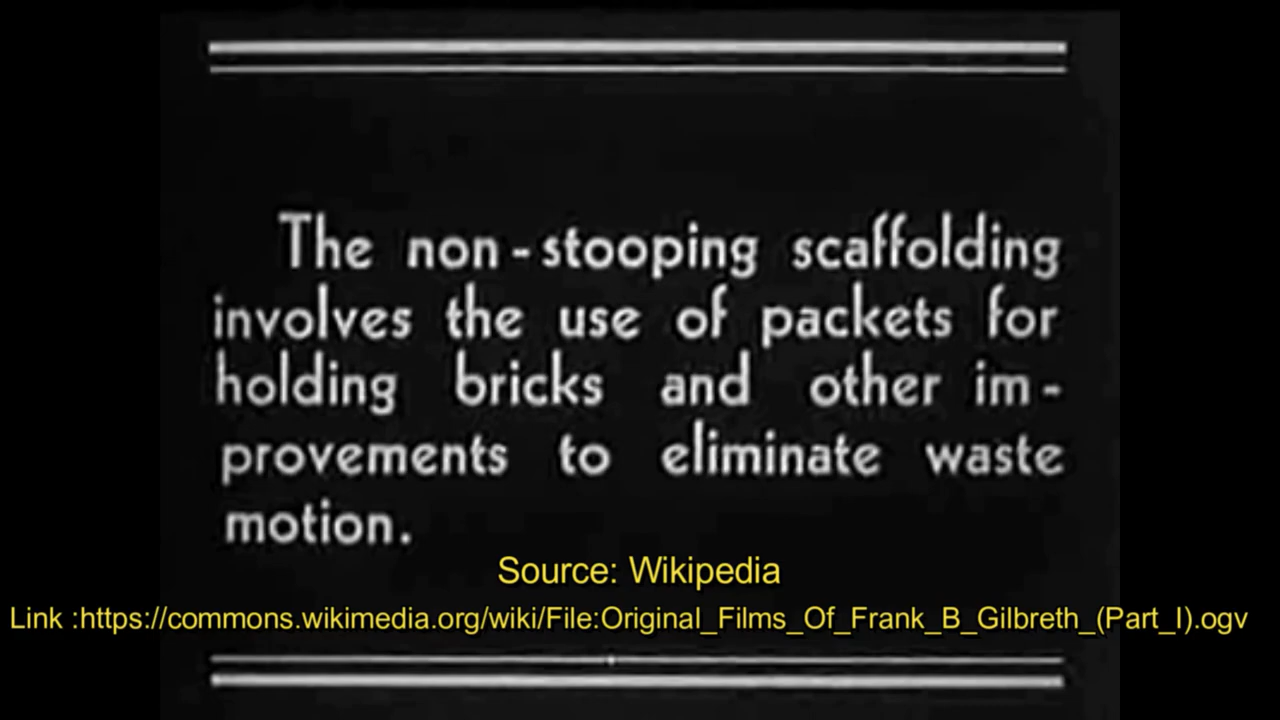 The non-stooping scaffolding
involves the use of packets for
holding bricks and other im-
provements to eliminate waste
motion.
Source: Wikipedia
Link :https://commons.wikimedia.org/wiki/File:Original_Films_Of_Frank_B_Gilbreth_(Part_I).ogv